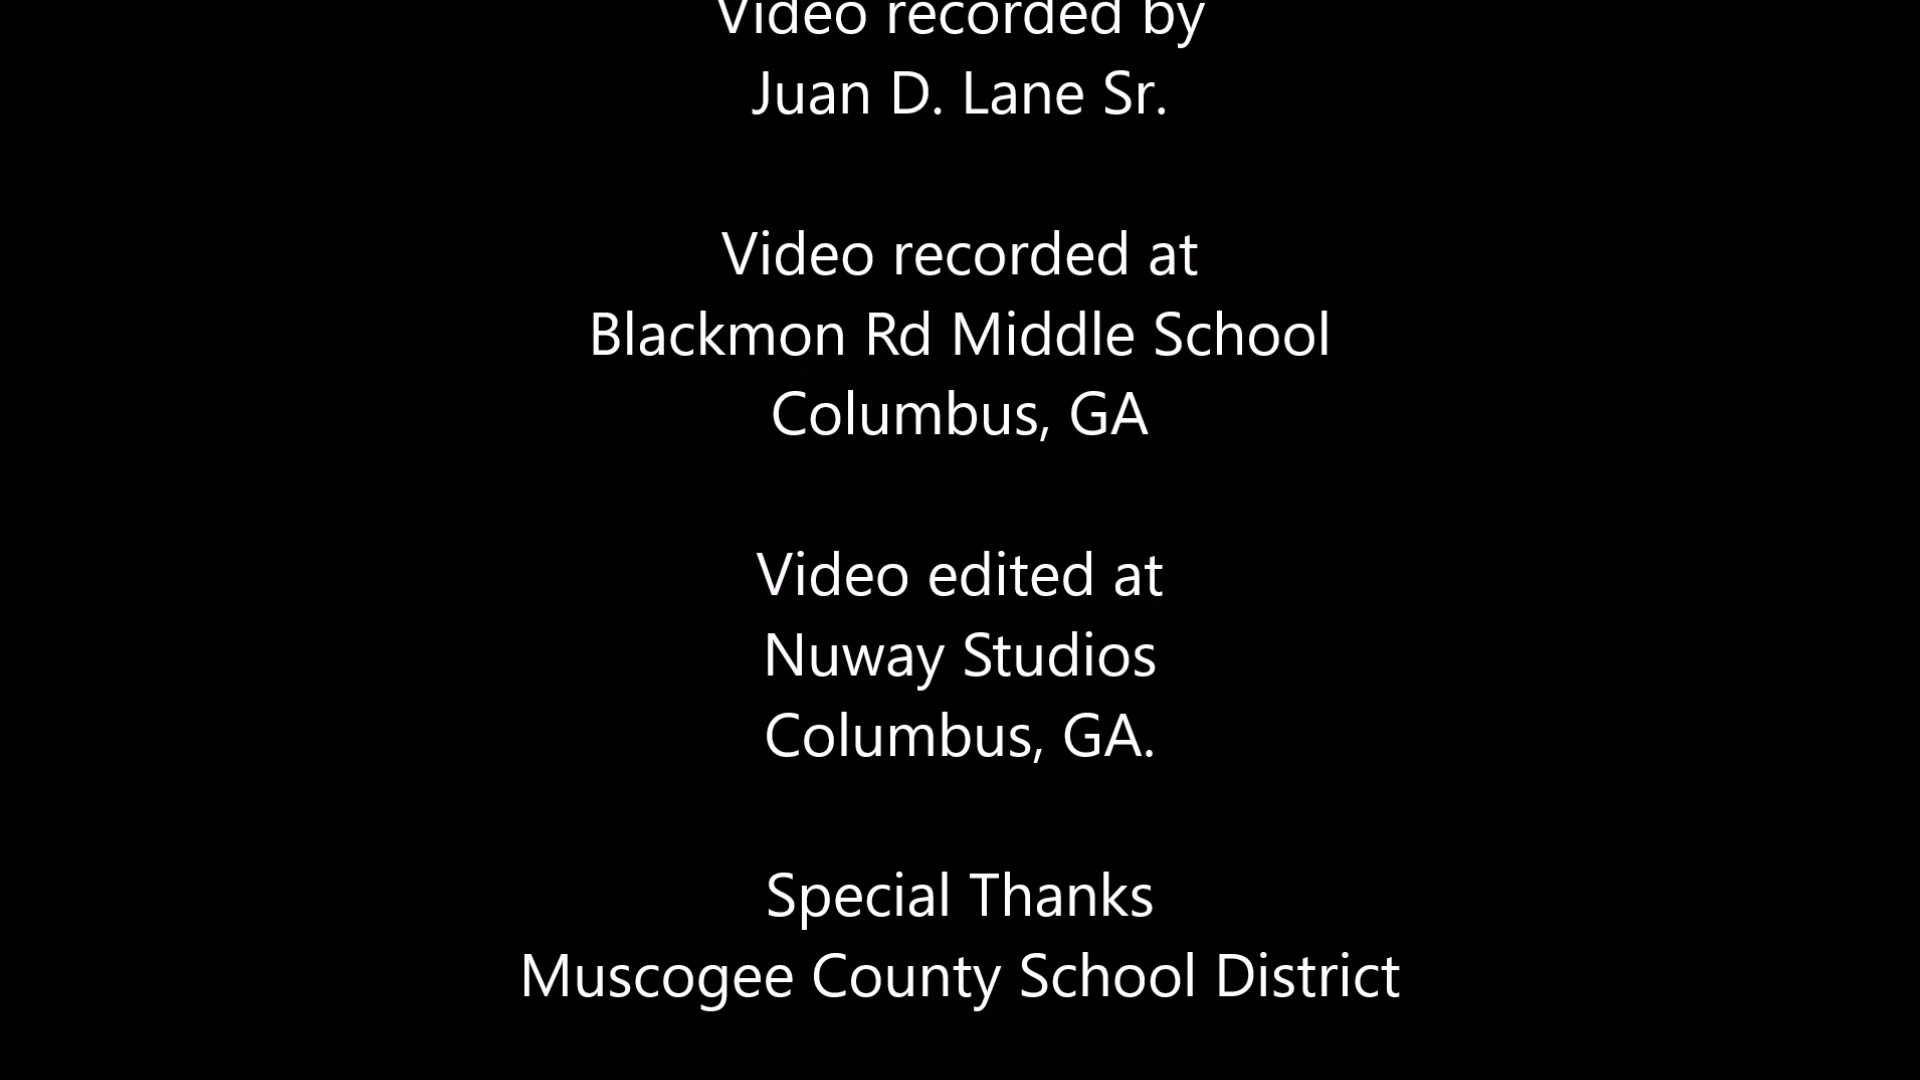 Video recorded by
Juan D. Lane Sr.
Video recorded at
Blackmon Rd Middle School
Columbus, GA
Video edited at
Nuway Studios
Columbus, GA.
Special Thanks
Muscogee County School District